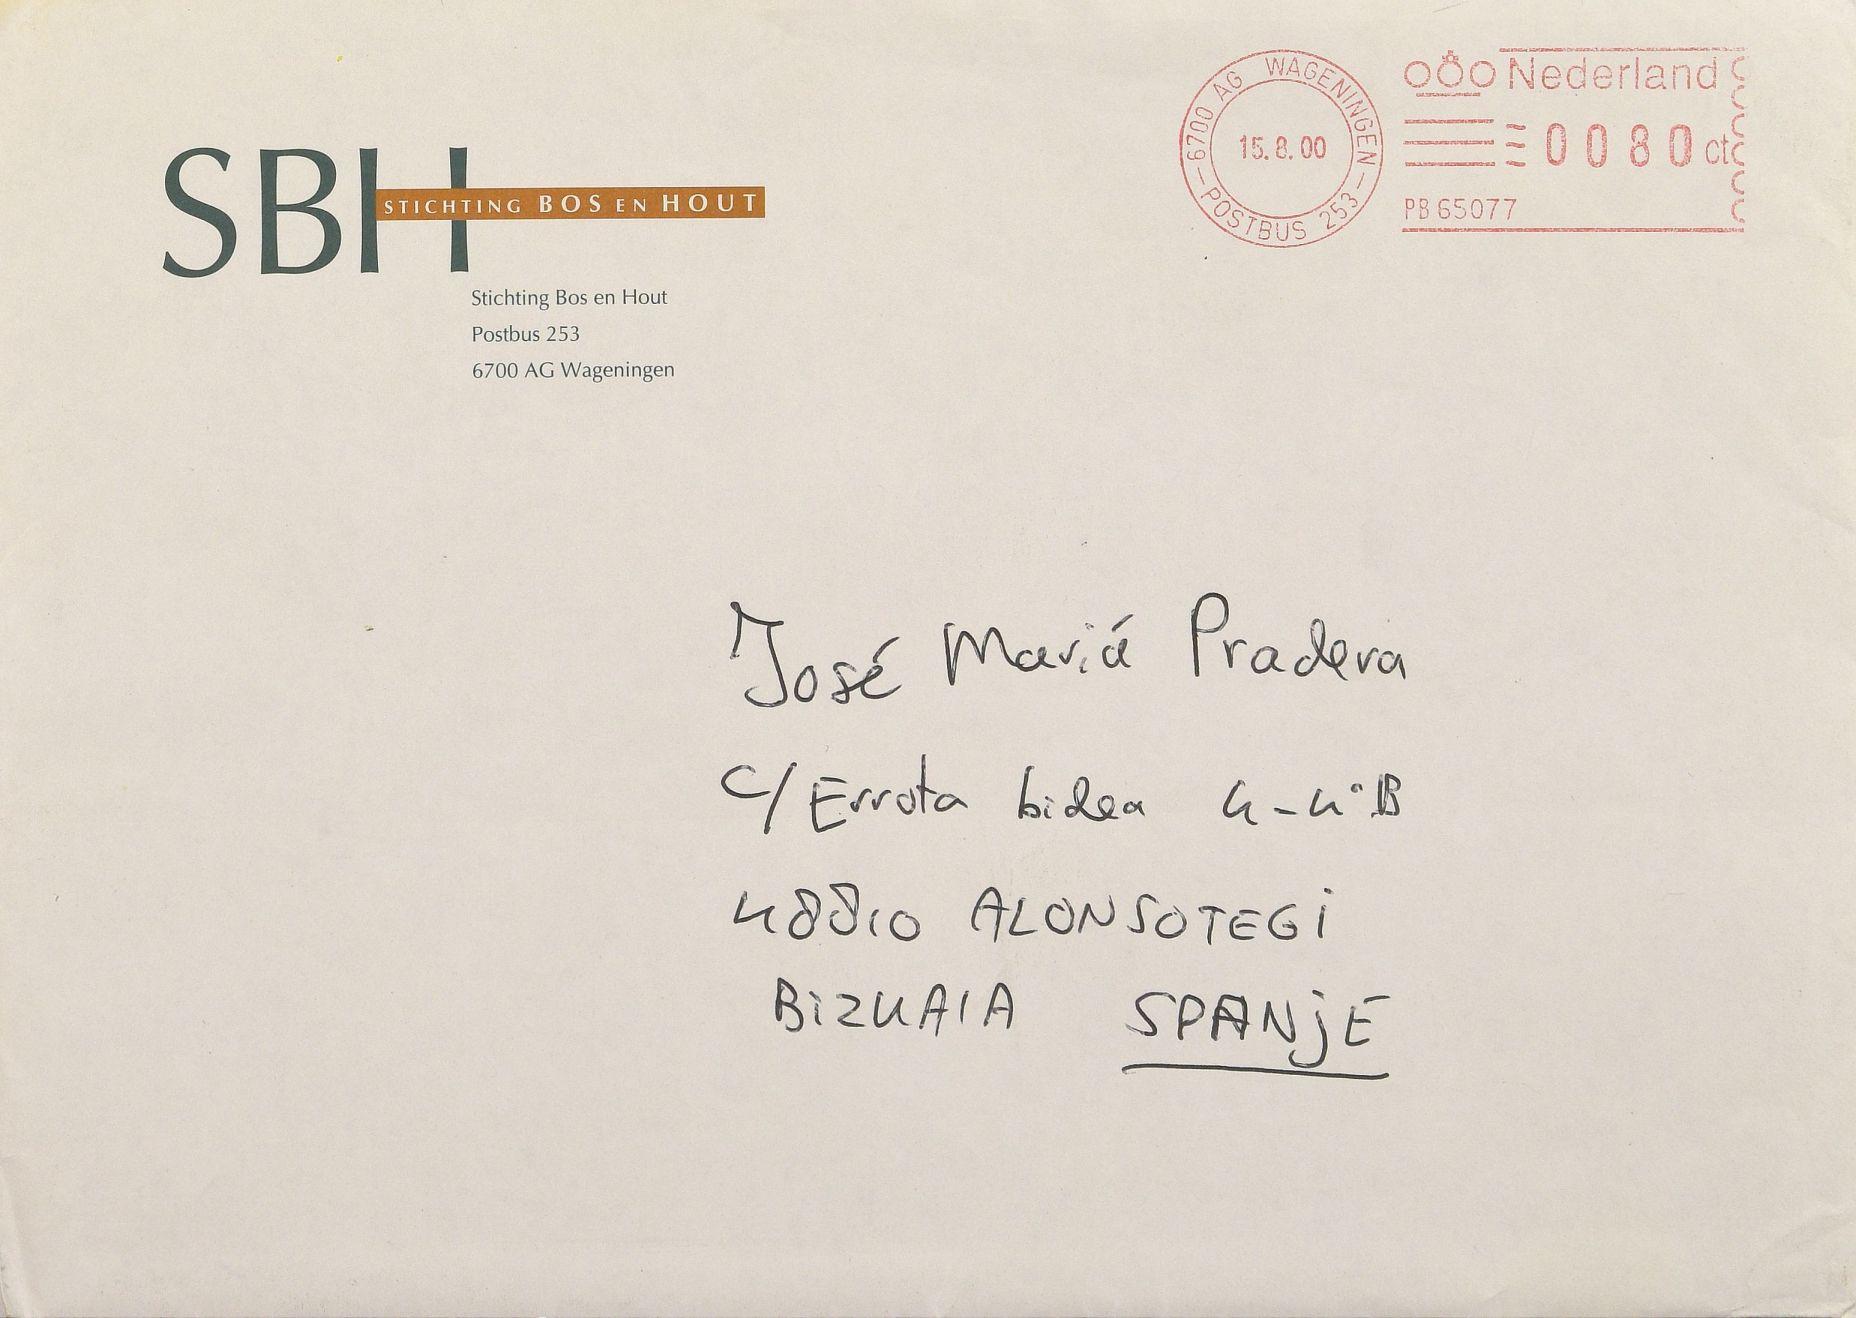 SBH
STICHTING BOS EN HOUT
Stichting Bos en Hout
Postbus 253
6700 AG Wageningen
6700 AG WAGENINGEN
15.8.00
POSTBUS 253
Nederland
0080 ct
PB 65077
José Mariá Pradera
C/ Errota bidea 4-4°B
48810 ALONSOTEGI
BIZKAIA SPANJE